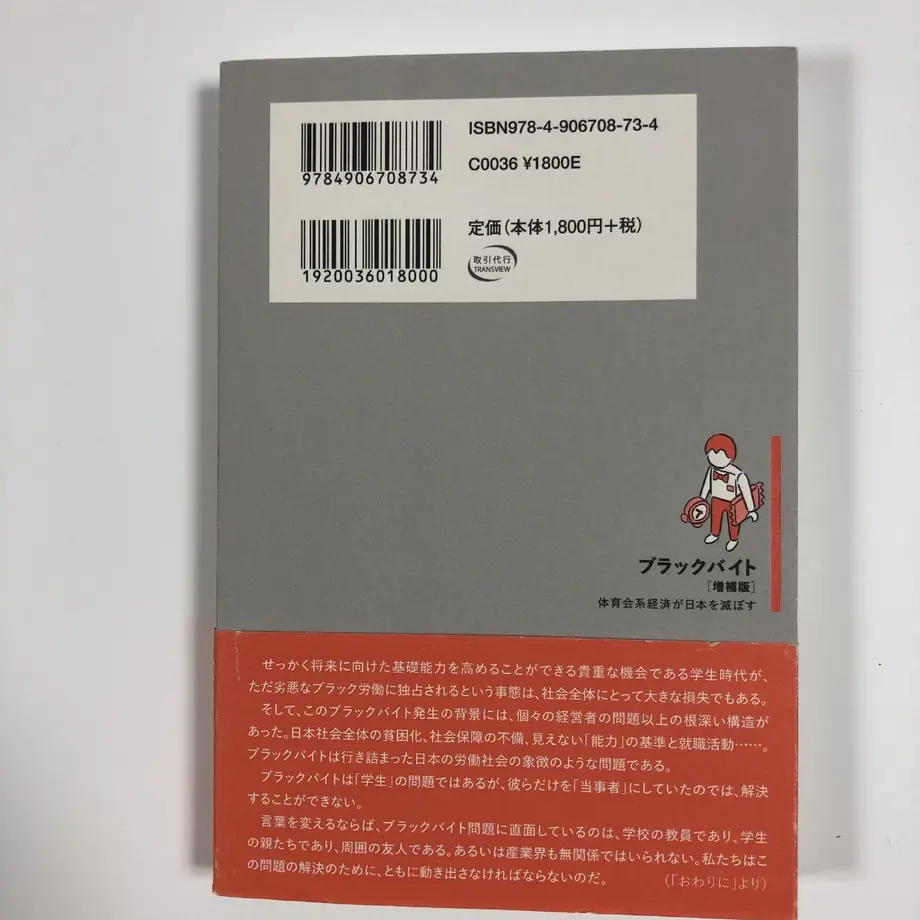 ISBN978-4-906708-73-4
9784906708734
C0036 ¥1800E
定価(本体1,800円+税)
1920036018000
取引代行
TRANSVIEW
ブラックバイト
[増補版]
体育会系経済が日本を滅ぼす
せっかく将来に向けた基礎能力を高めることができる貴重な機会である学生時代が、
ただ劣悪なブラック労働に独占されるという事態は、社会全体にとって大きな損失でもある。
そして、このブラックバイト発生の背景には、個々の経営者の問題以上の根深い構造が
あった。日本社会全体の貧困化、社会保障の不備、見えない「能力」の基準と就職活動……。
ブラックバイトは行き詰まった日本の労働社会の象徴のような問題である。
ブラックバイトは「学生」の問題ではあるが、彼らだけを「当事者」にしていたのでは、解決
することができない。
言葉を変えるならば、ブラックバイト問題に直面しているのは、学校の教員であり、学生
の親たちであり、周囲の友人である。あるいは産業界も無関係ではいられない。私たちはこ
の問題の解決のために、ともに動き出さなければならないのだ。 (「おわりに」より)